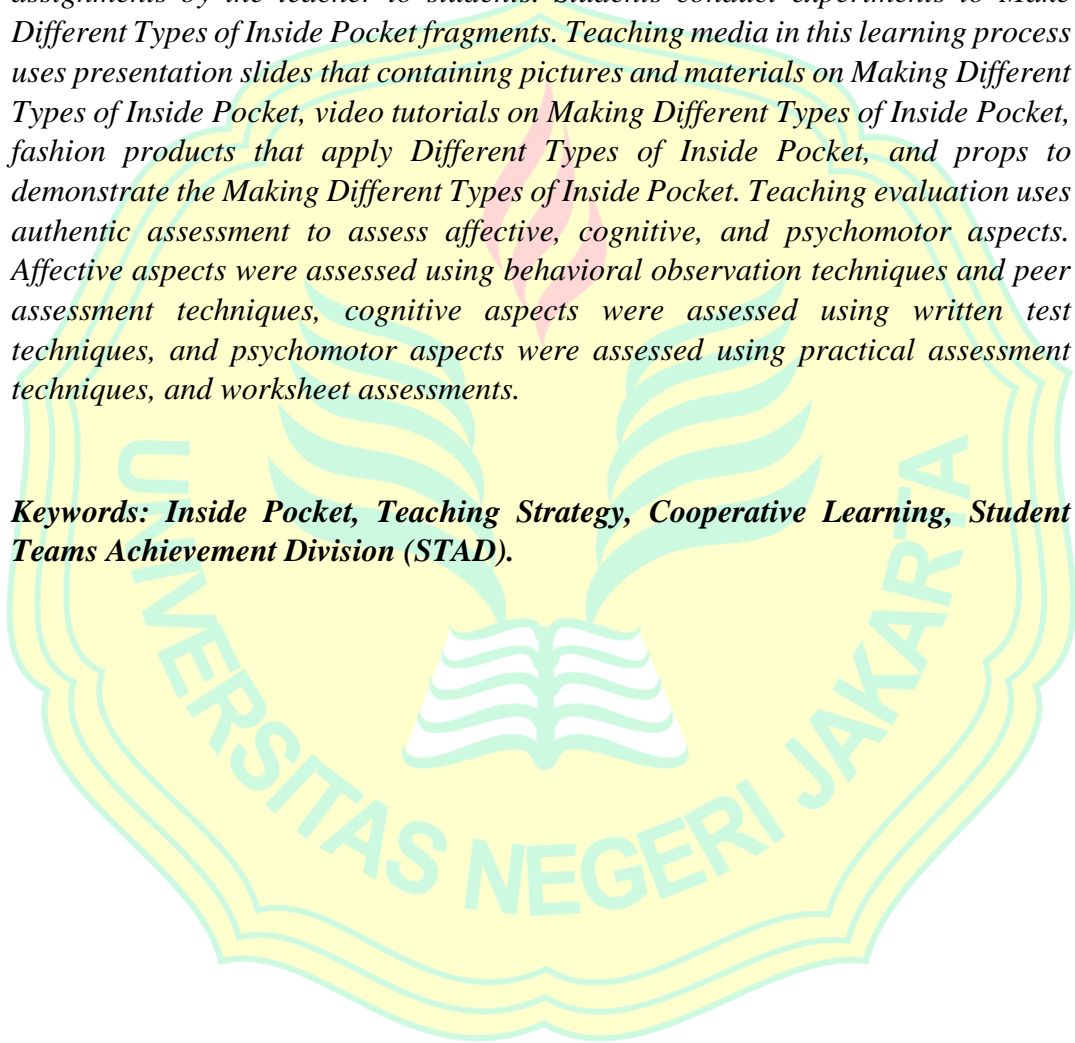 assignments by the teacher to students. Students conduct experiments to Make
Different Types of Inside Pocket fragments. Teaching media in this learning process
uses presentation slides that containing pictures and materials on Making Different
Types of Inside Pocket, video tutorials on Making Different Types of Inside Pocket,
fashion products that apply Different Types of Inside Pocket, and props to
demonstrate the Making Different Types of Inside Pocket. Teaching evaluation uses
authentic assessment to assess affective, cognitive, and psychomotor aspects.
Affective aspects were assessed using behavioral observation techniques and peer
assessment techniques, cognitive aspects were assessed using written test
techniques, and psychomotor aspects were assessed using practical assessment
techniques, and worksheet assessments.
Keywords: Inside Pocket, Teaching Strategy, Cooperative Learning, Student
Teams Achievement Division (STAD).
UNIVERSITAS NEGERI JAKARTA